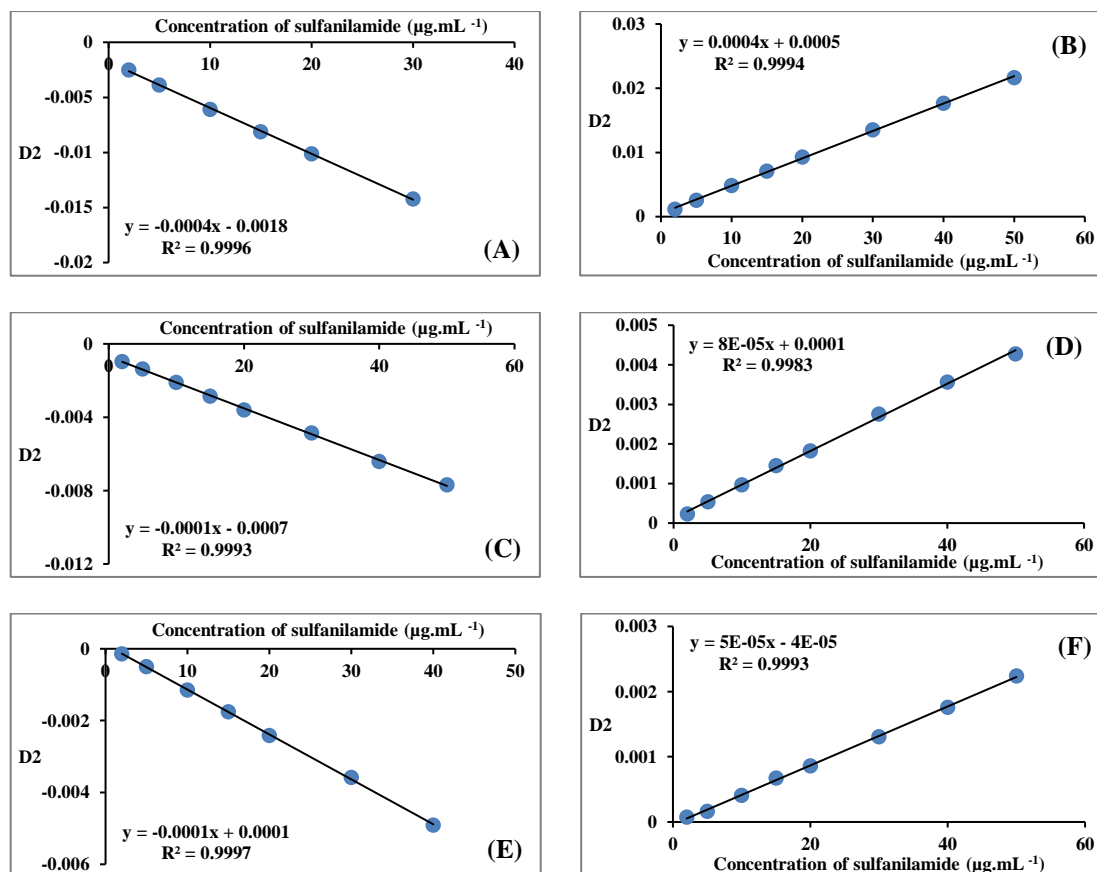 Concentration of sulfanilamide (µg.mL -1)
0
0 10 20 30 40
-0.005
-0.01
-0.015
-0.02
D2
y = -0.0004x - 0.0018
R² = 0.9996
(A)
y = 0.0004x + 0.0005
R² = 0.9994
(B)
0.03
0.02
0.01
0
D2
0 10 20 30 40 50 60
Concentration of sulfanilamide (µg.mL -1)
Concentration of sulfanilamide (µg.mL -1)
0
0 20 40 60
-0.004
-0.008
-0.012
D2
y = -0.0001x - 0.0007
R² = 0.9993
(C)
y = 8E-05x + 0.0001
R² = 0.9983
(D)
0.005
0.004
0.003
0.002
0.001
0
D2
0 20 40 60
Concentration of sulfanilamide (µg.mL -1)
Concentration of sulfanilamide (µg.mL -1)
0
0 10 20 30 40 50
-0.002
-0.004
-0.006
D2
y = -0.0001x + 0.0001
R² = 0.9997
(E)
y = 5E-05x - 4E-05
R² = 0.9993
(F)
0.003
0.002
0.001
0
D2
0 20 40 60
Concentration of sulfanilamide (µg.mL -1)